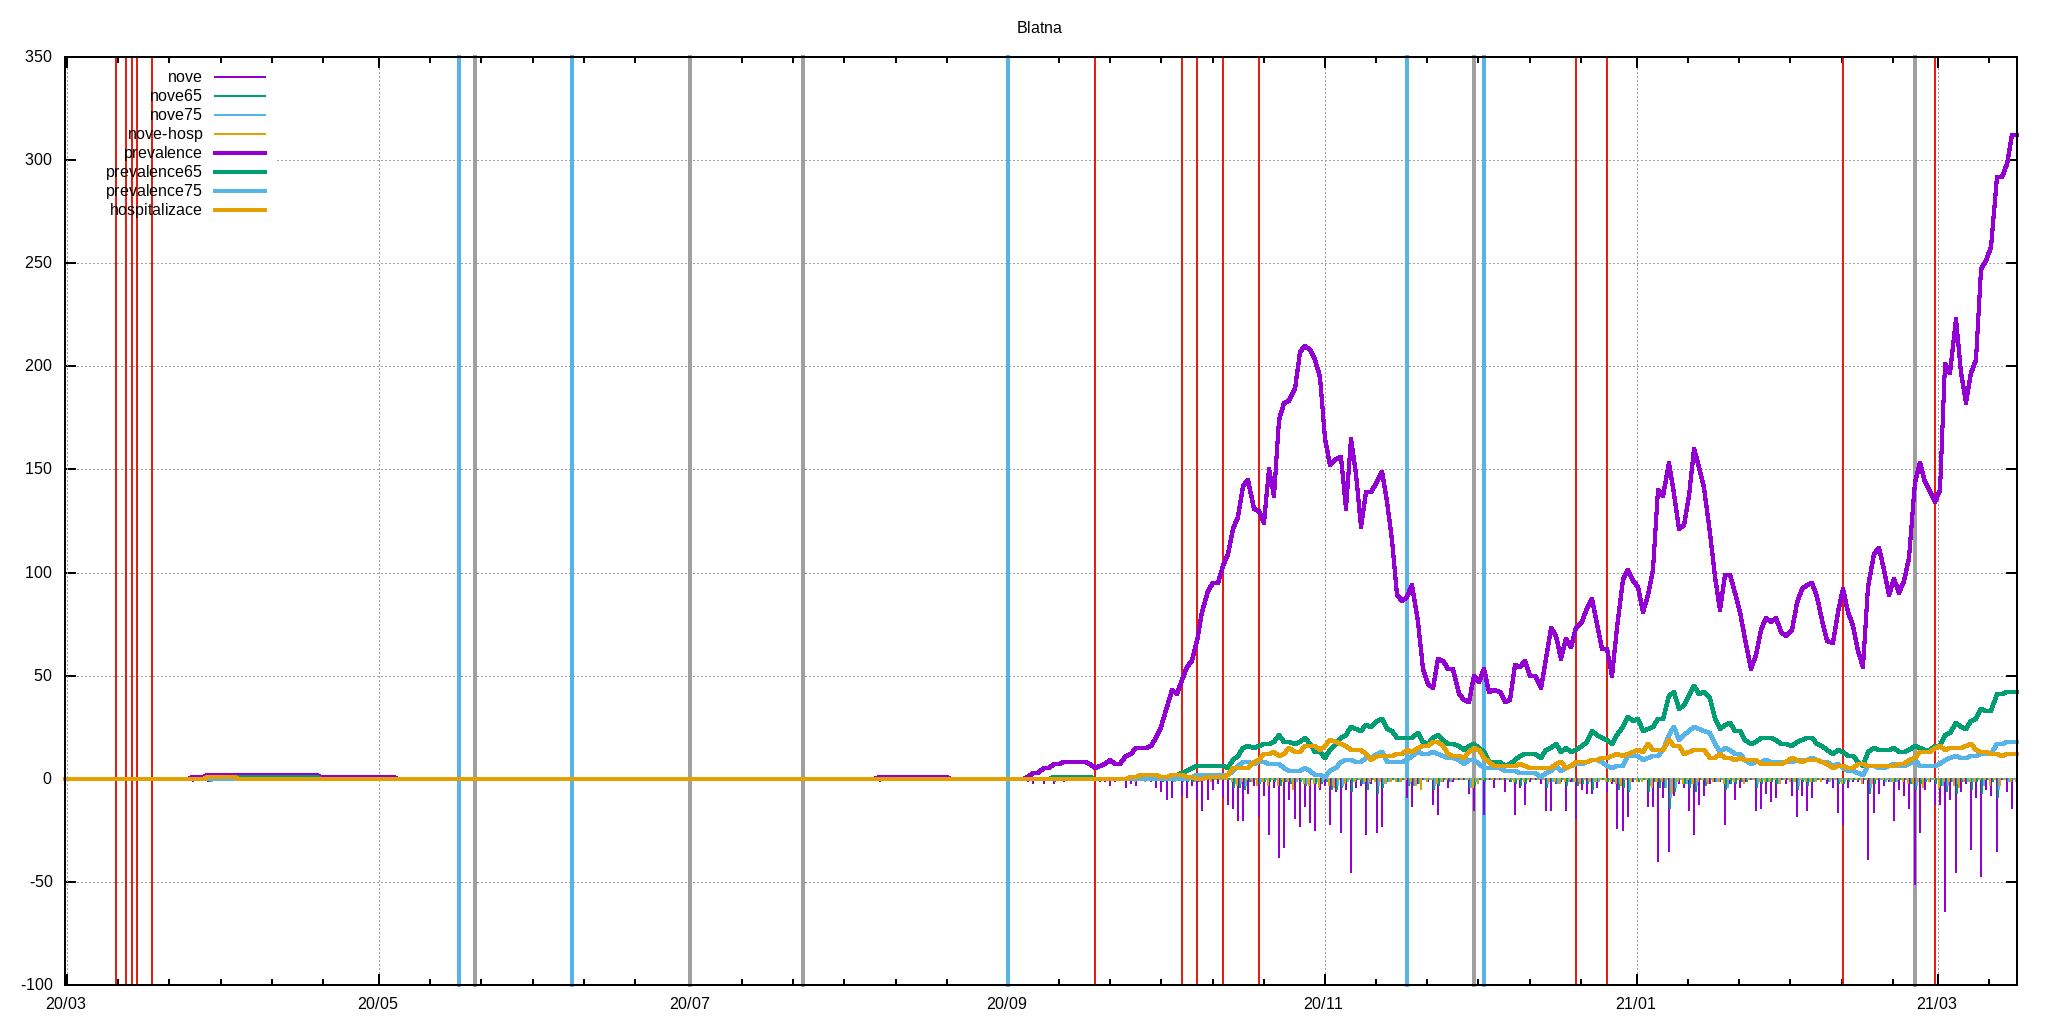 Blatna
350
nove
nove65
nove75
nove-hosp
prevalence
prevalence65
prevalence75
hospitalizace
300
250
200
150
100
50
0
-50
-100
20/03 20/05 20/07 20/09 20/11 21/01 21/03